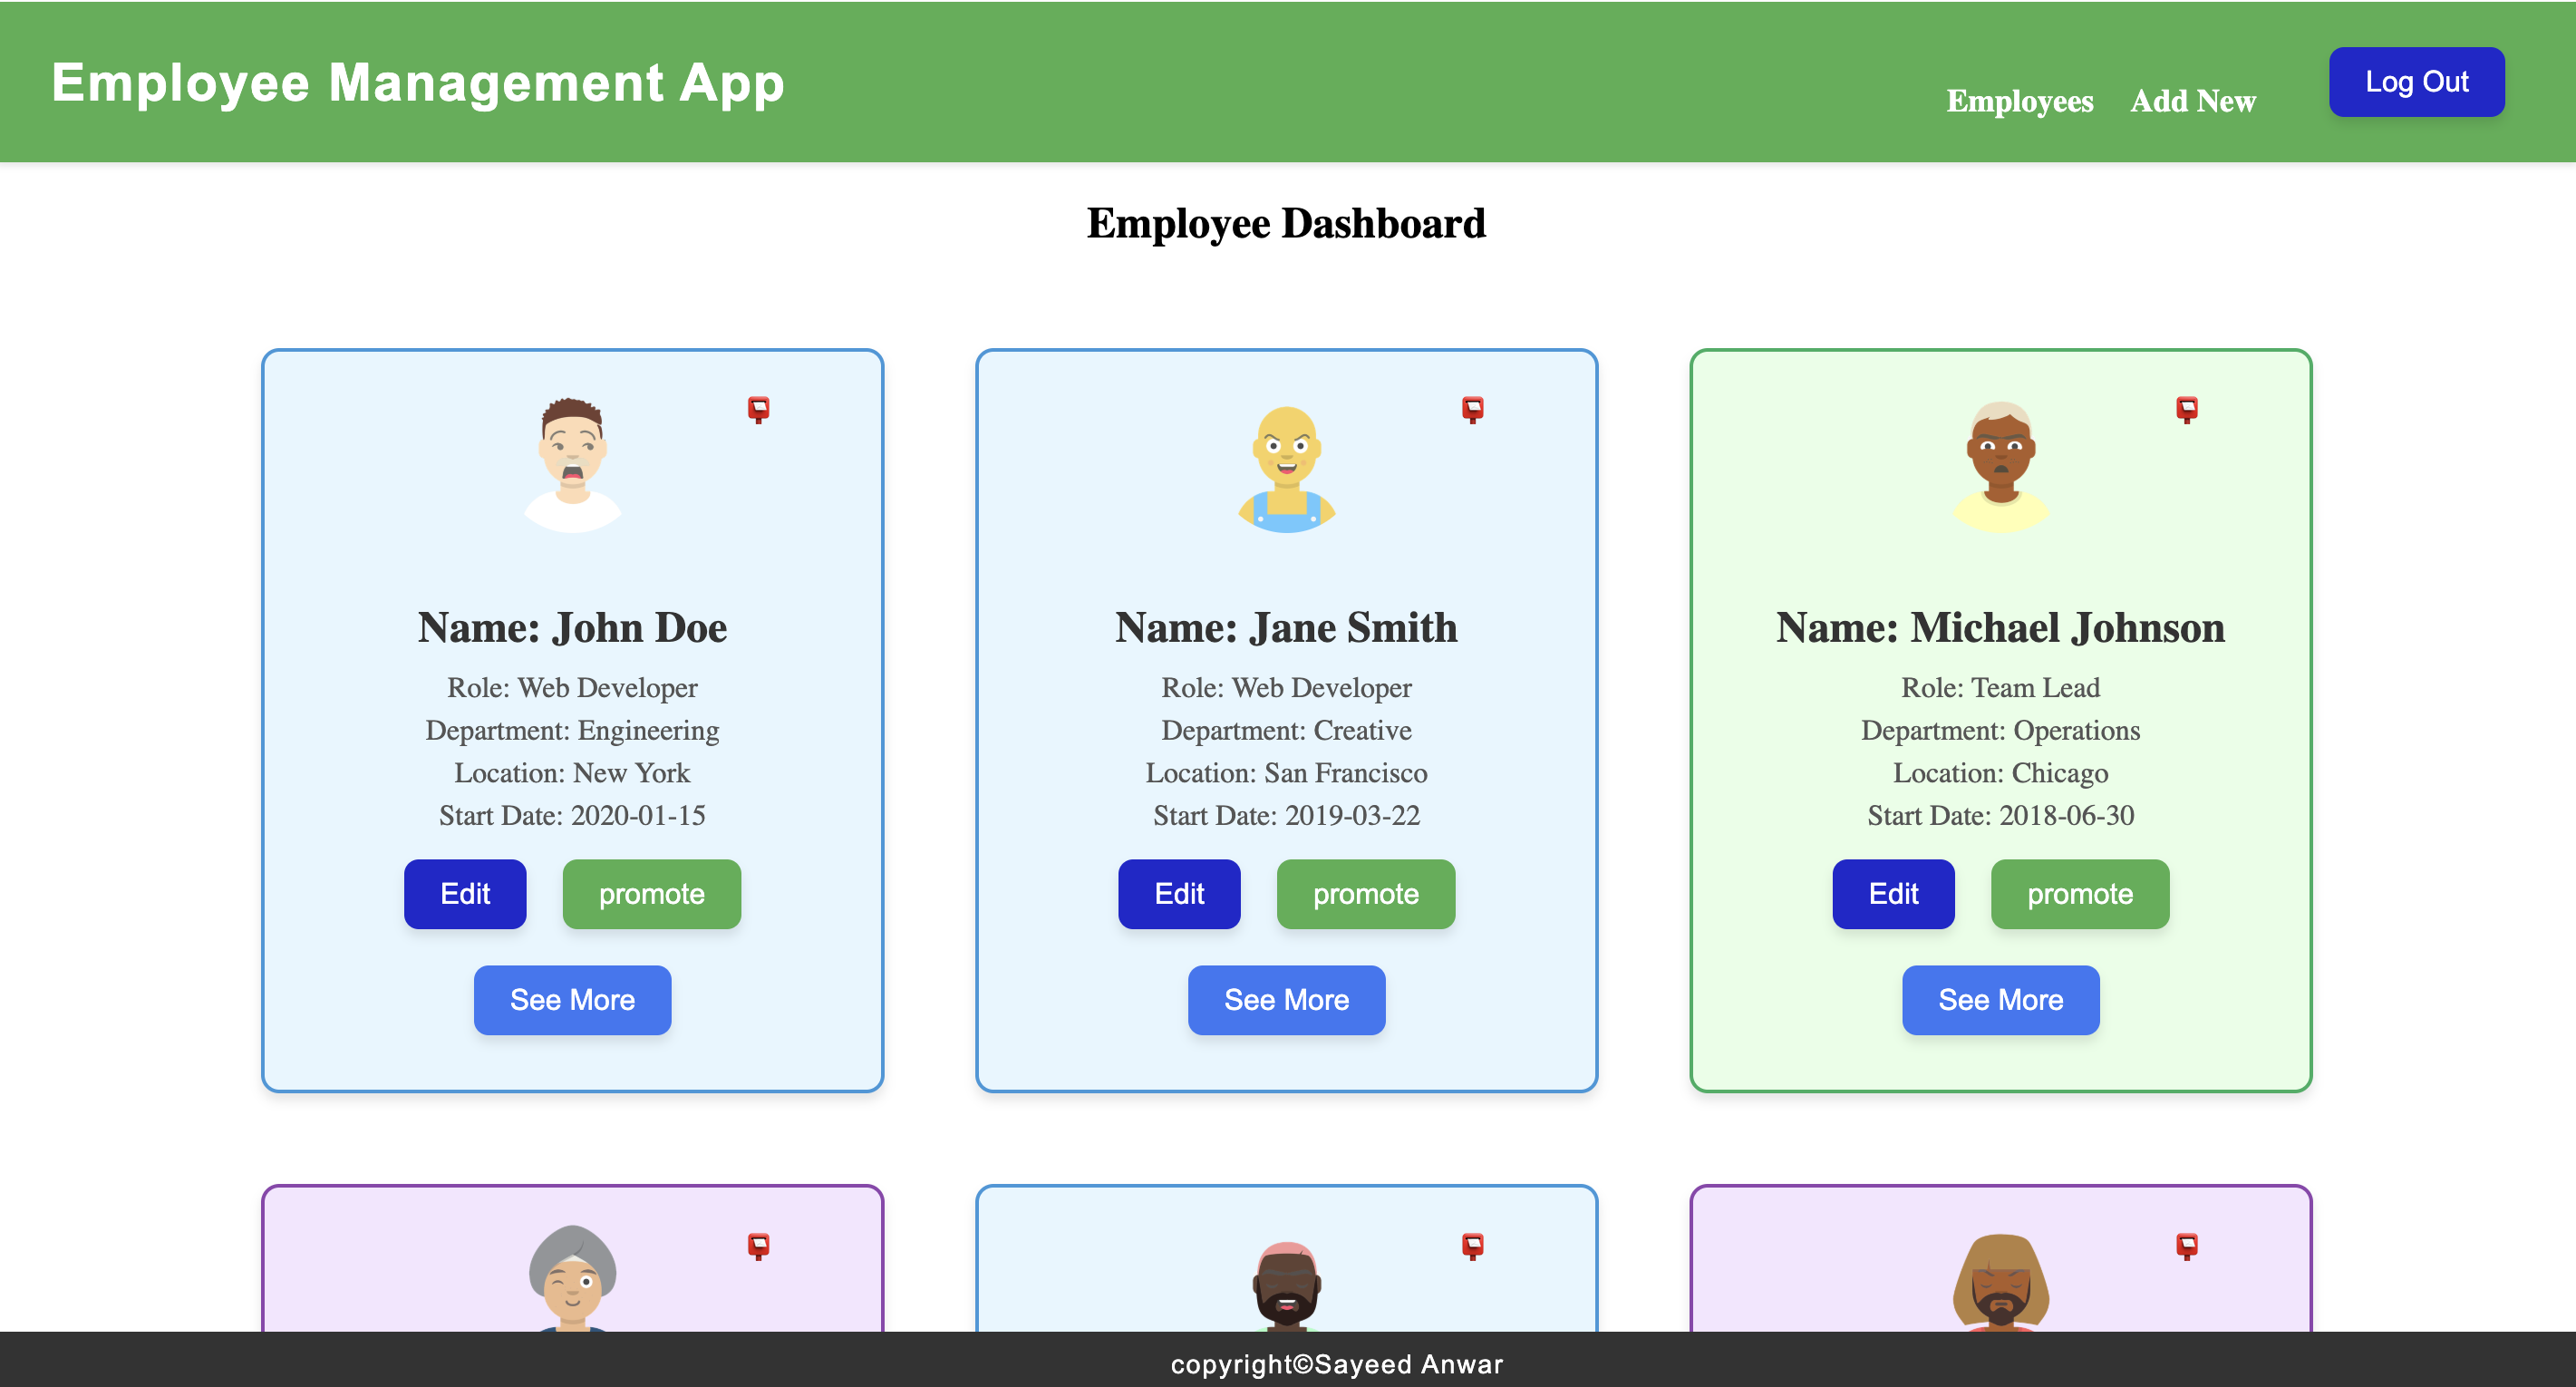 Employee Management App
Employees
Add New
Log Out
Employee Dashboard
Name: John Doe
Role: Web Developer
Department: Engineering
Location: New York
Start Date: 2020-01-15
Edit
promote
See More
Name: Jane Smith
Role: Web Developer
Department: Creative
Location: San Francisco
Start Date: 2019-03-22
Edit
promote
See More
Name: Michael Johnson
Role: Team Lead
Department: Operations
Location: Chicago
Start Date: 2018-06-30
Edit
promote
See More
copyright©Sayeed Anwar